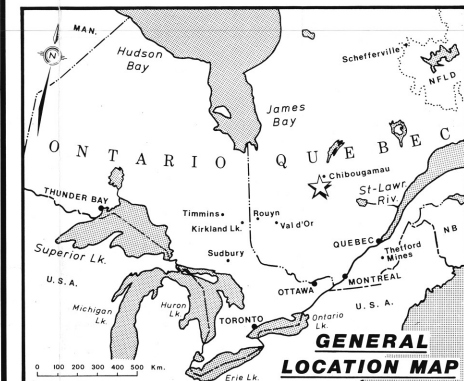 MAN.
N
Hudson
Bay
Schefferville
NFLD
James
Bay
ONTARIO
QUEBEC
Chibougamau
St-Lawr.
Riv.
THUNDER BAY
Timmins
Rouyn
Kirkland Lk.
Val d'Or
QUEBEC
Thetford
Mines
NB
Sudbury
Superior Lk.
MONTREAL
OTTAWA
U.S.A.
U.S.A.
Michigan
Lk.
Huron
Lk.
TORONTO
Ontario
Lk.
GENERAL
LOCATION MAP
0 100 200 300 400 500 Km.
Erie Lk.